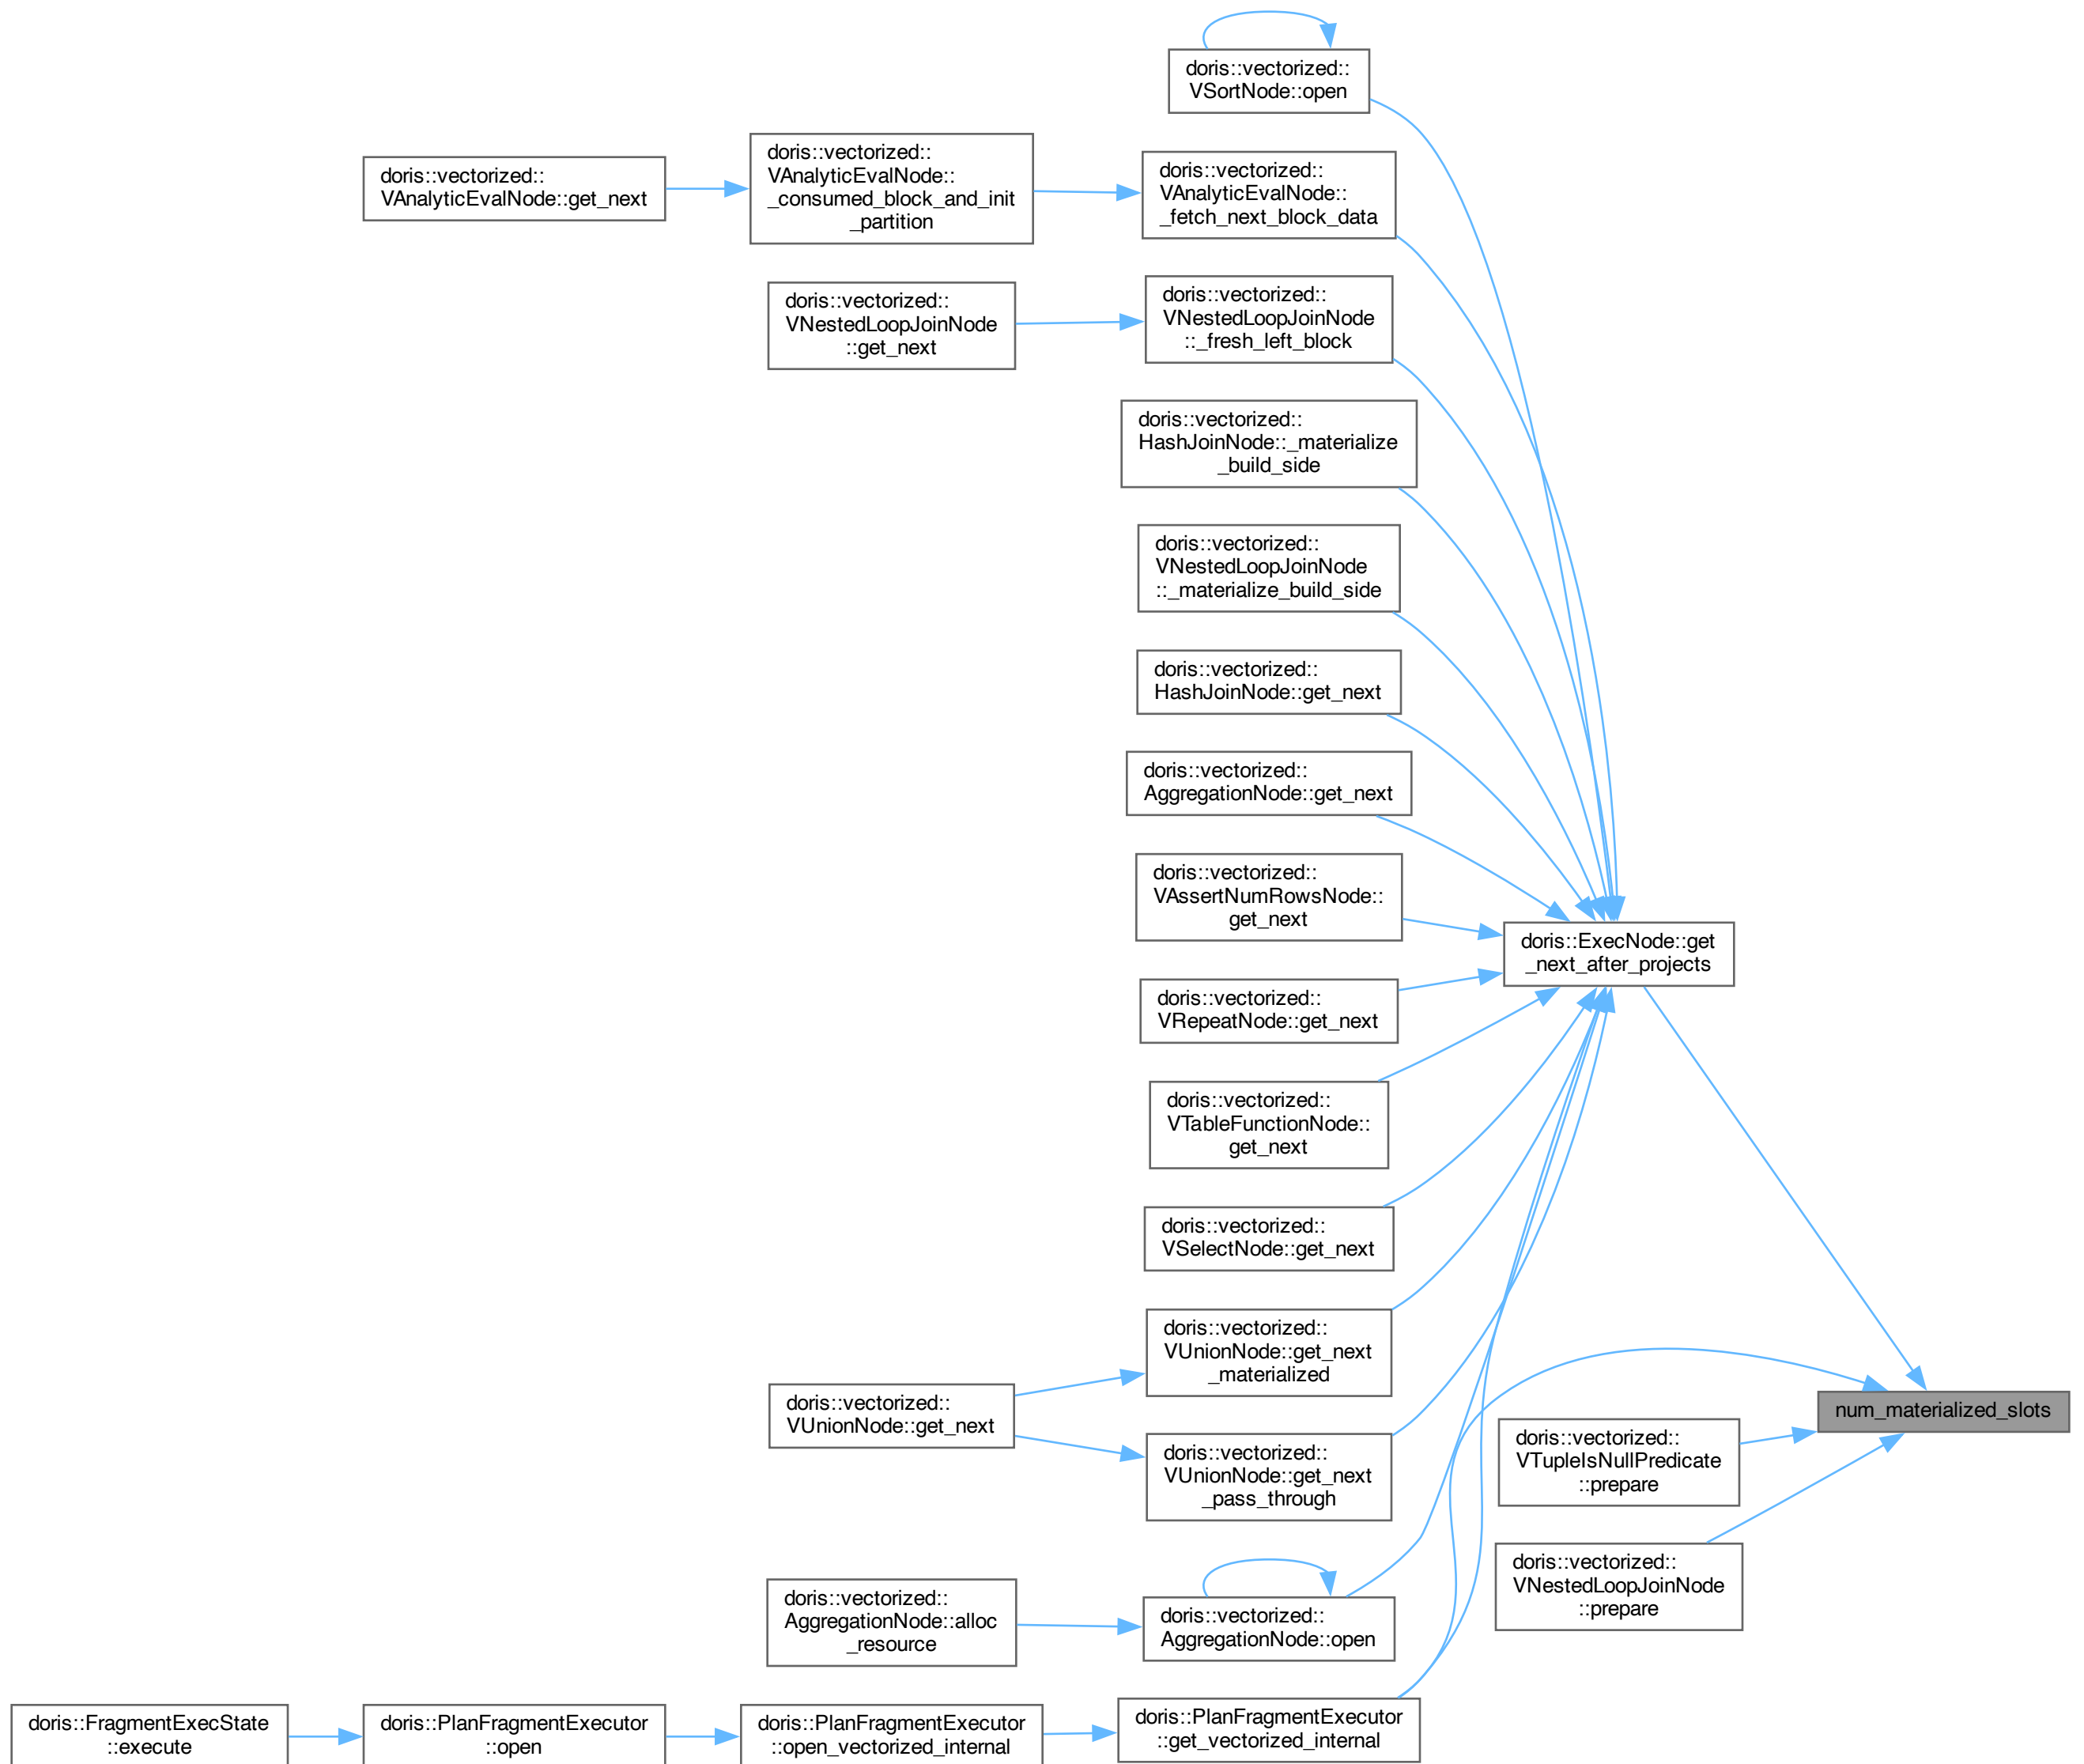 doris::vectorized::
VSortNode::open
doris::vectorized::
VAnalyticEvalNode::get_next
doris::vectorized::
VAnalyticEvalNode::
_consumed_block_and_init
_partition
doris::vectorized::
VAnalyticEvalNode::
_fetch_next_block_data
doris::vectorized::
VNestedLoopJoinNode
::get_next
doris::vectorized::
VNestedLoopJoinNode
::_fresh_left_block
doris::vectorized::
HashJoinNode::_materialize
_build_side
doris::vectorized::
VNestedLoopJoinNode
::_materialize_build_side
doris::vectorized::
HashJoinNode::get_next
doris::vectorized::
AggregationNode::get_next
doris::vectorized::
VAssertNumRowsNode::
get_next
doris::ExecNode::get
_next_after_projects
doris::vectorized::
VRepeatNode::get_next
doris::vectorized::
VTableFunctionNode::
get_next
doris::vectorized::
VSelectNode::get_next
doris::vectorized::
VUnionNode::get_next
_materialized
doris::vectorized::
VUnionNode::get_next
num_materialized_slots
doris::vectorized::
VTupleIsNullPredicate
::prepare
doris::vectorized::
VUnionNode::get_next
_pass_through
doris::vectorized::
VNestedLoopJoinNode
::prepare
doris::vectorized::
AggregationNode::alloc
_resource
doris::vectorized::
AggregationNode::open
doris::FragmentExecState
::execute
doris::PlanFragmentExecutor
::open
doris::PlanFragmentExecutor
::open_vectorized_internal
doris::PlanFragmentExecutor
::get_vectorized_internal